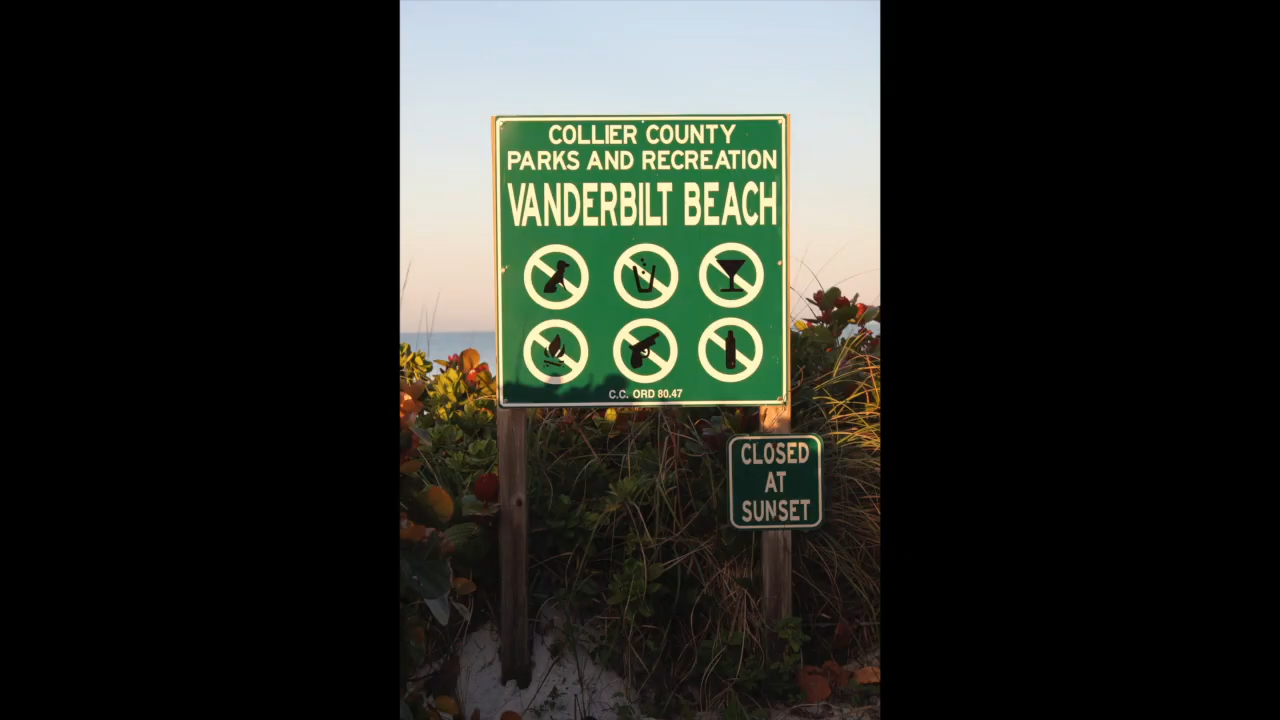 COLLIER COUNTY
PARKS AND RECREATION
VANDERBILT BEACH
C.C. ORD 80.47
CLOSED
AT
SUNSET